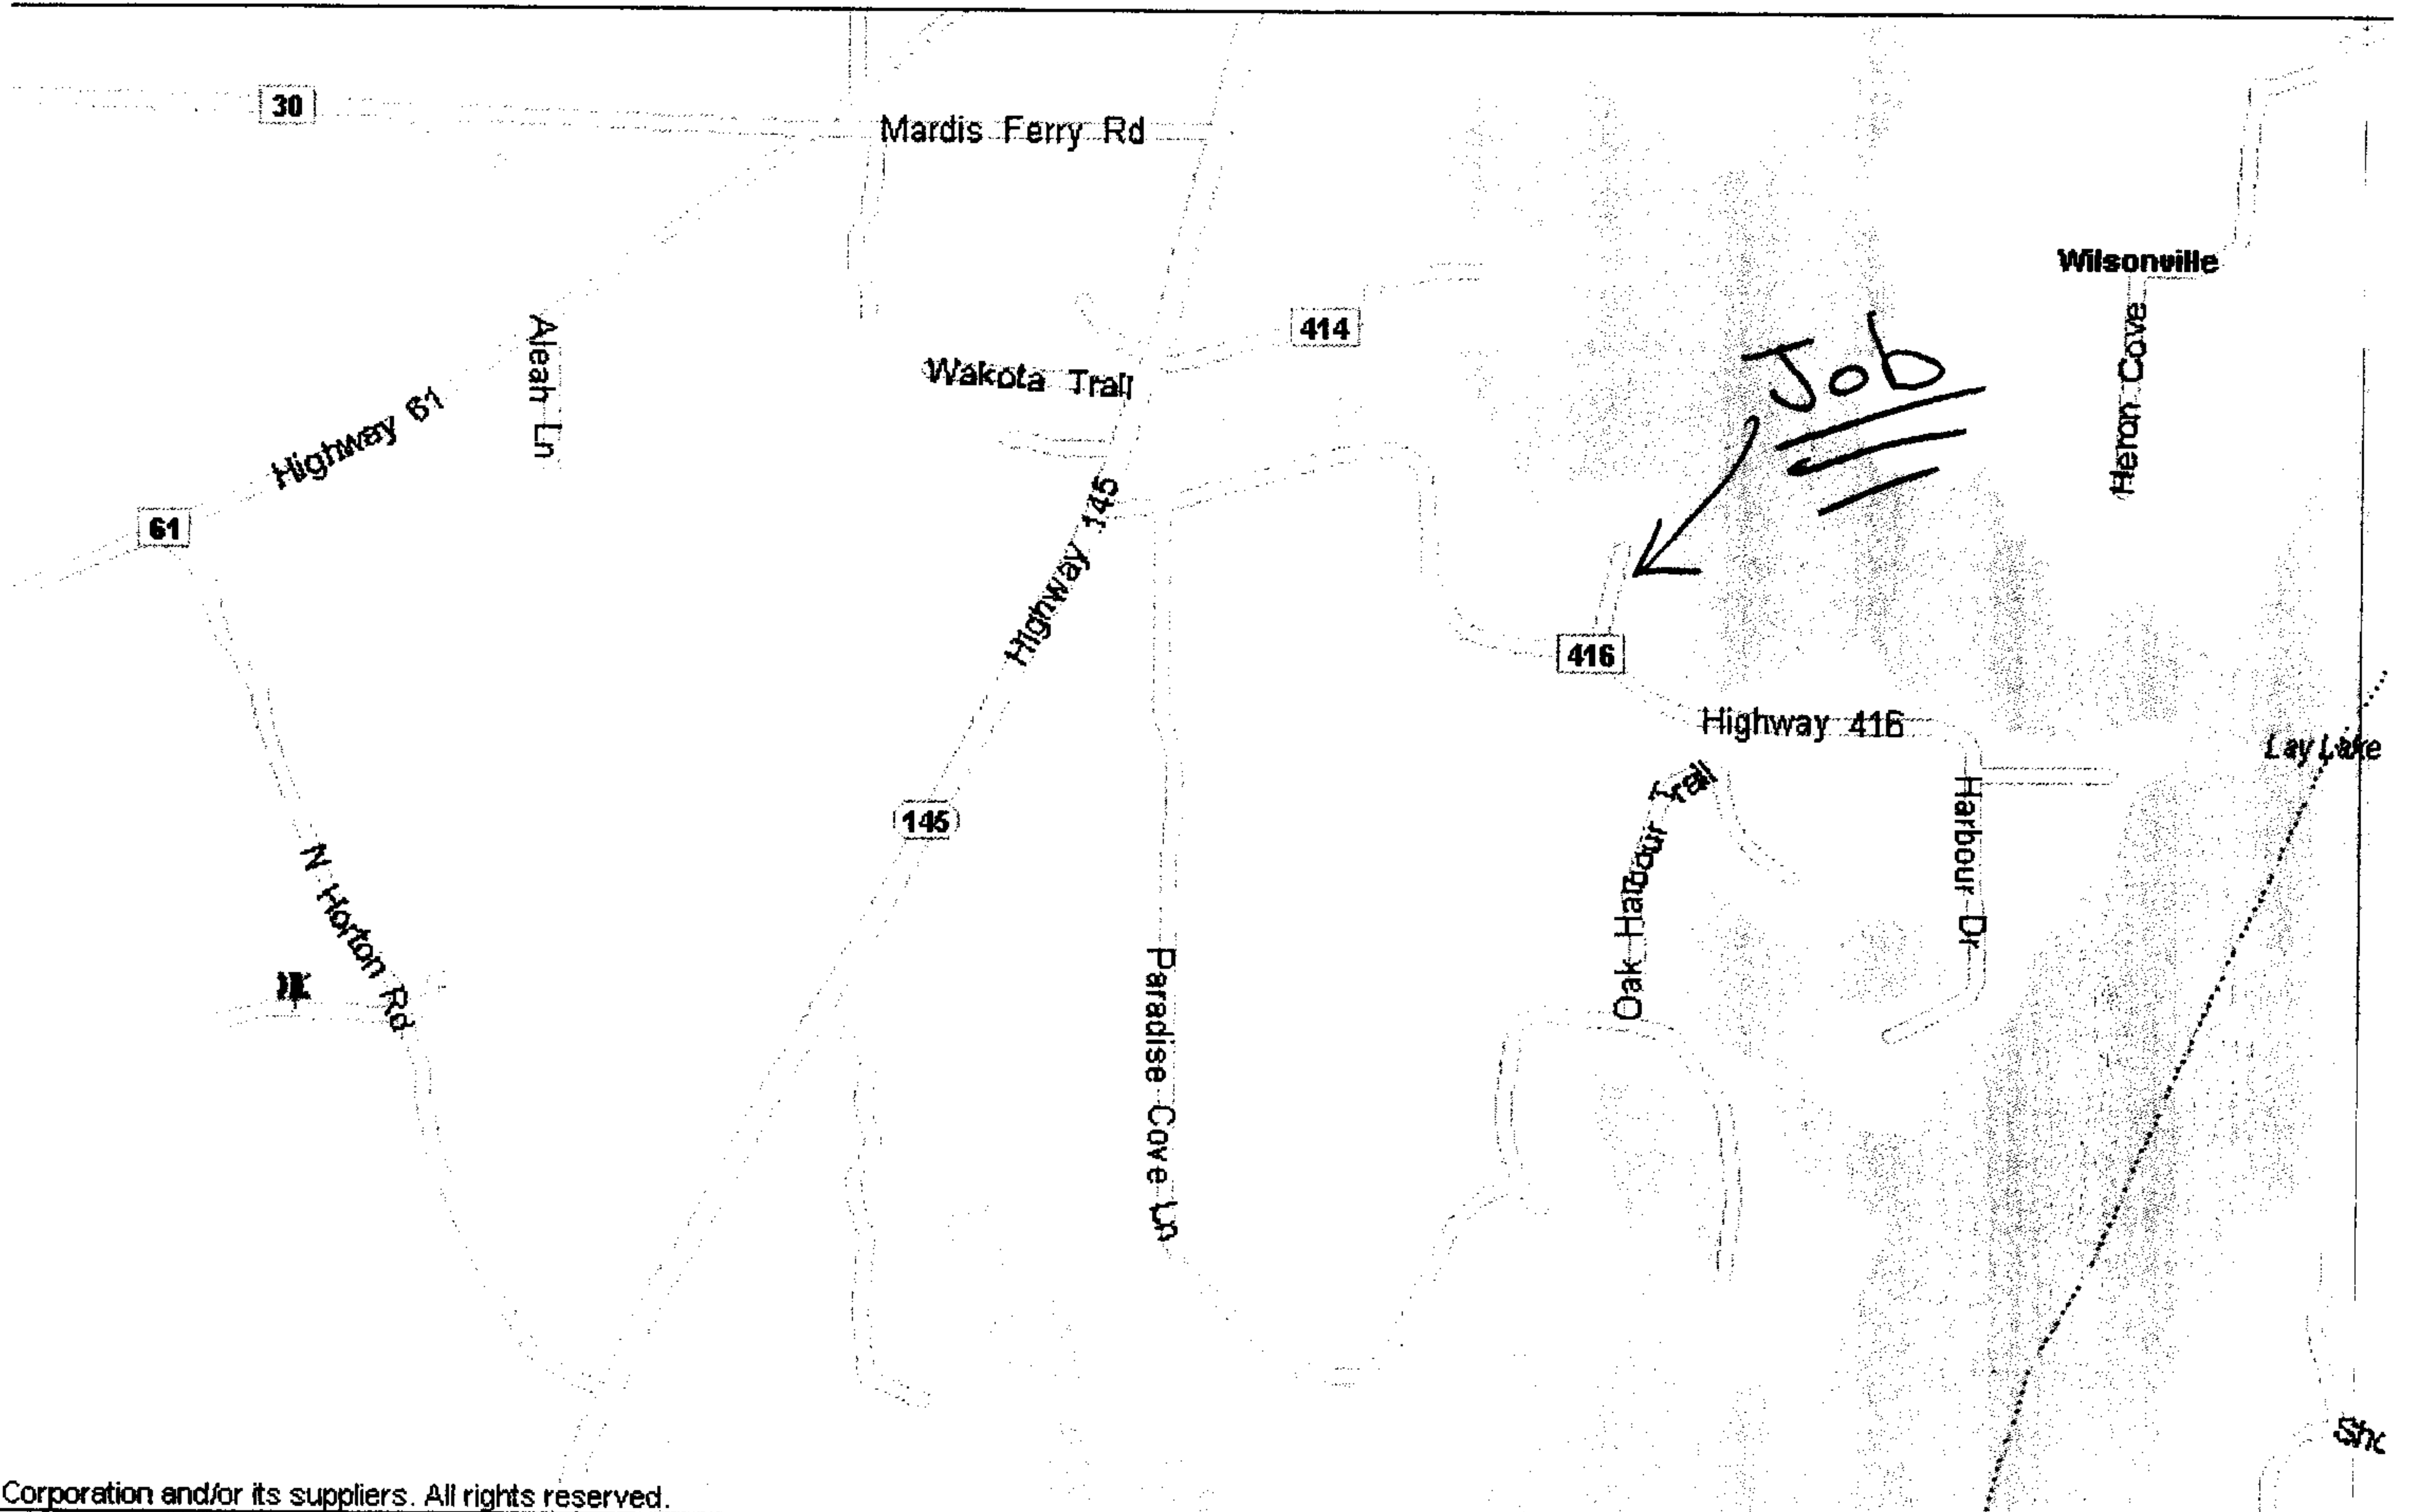 30
Mardis Ferry Rd
Wilsonville
414
Heron Cove
Aleah Ln
Wakota Trail
Job
Highway 61
61
Highway 145
416
Highway 416
Lay Lake
Oak Harbour Trail
Harbour Dr
145
N Horton Rd
Paradise Cove Ln
Sho
Corporation and/or its suppliers. All rights reserved.